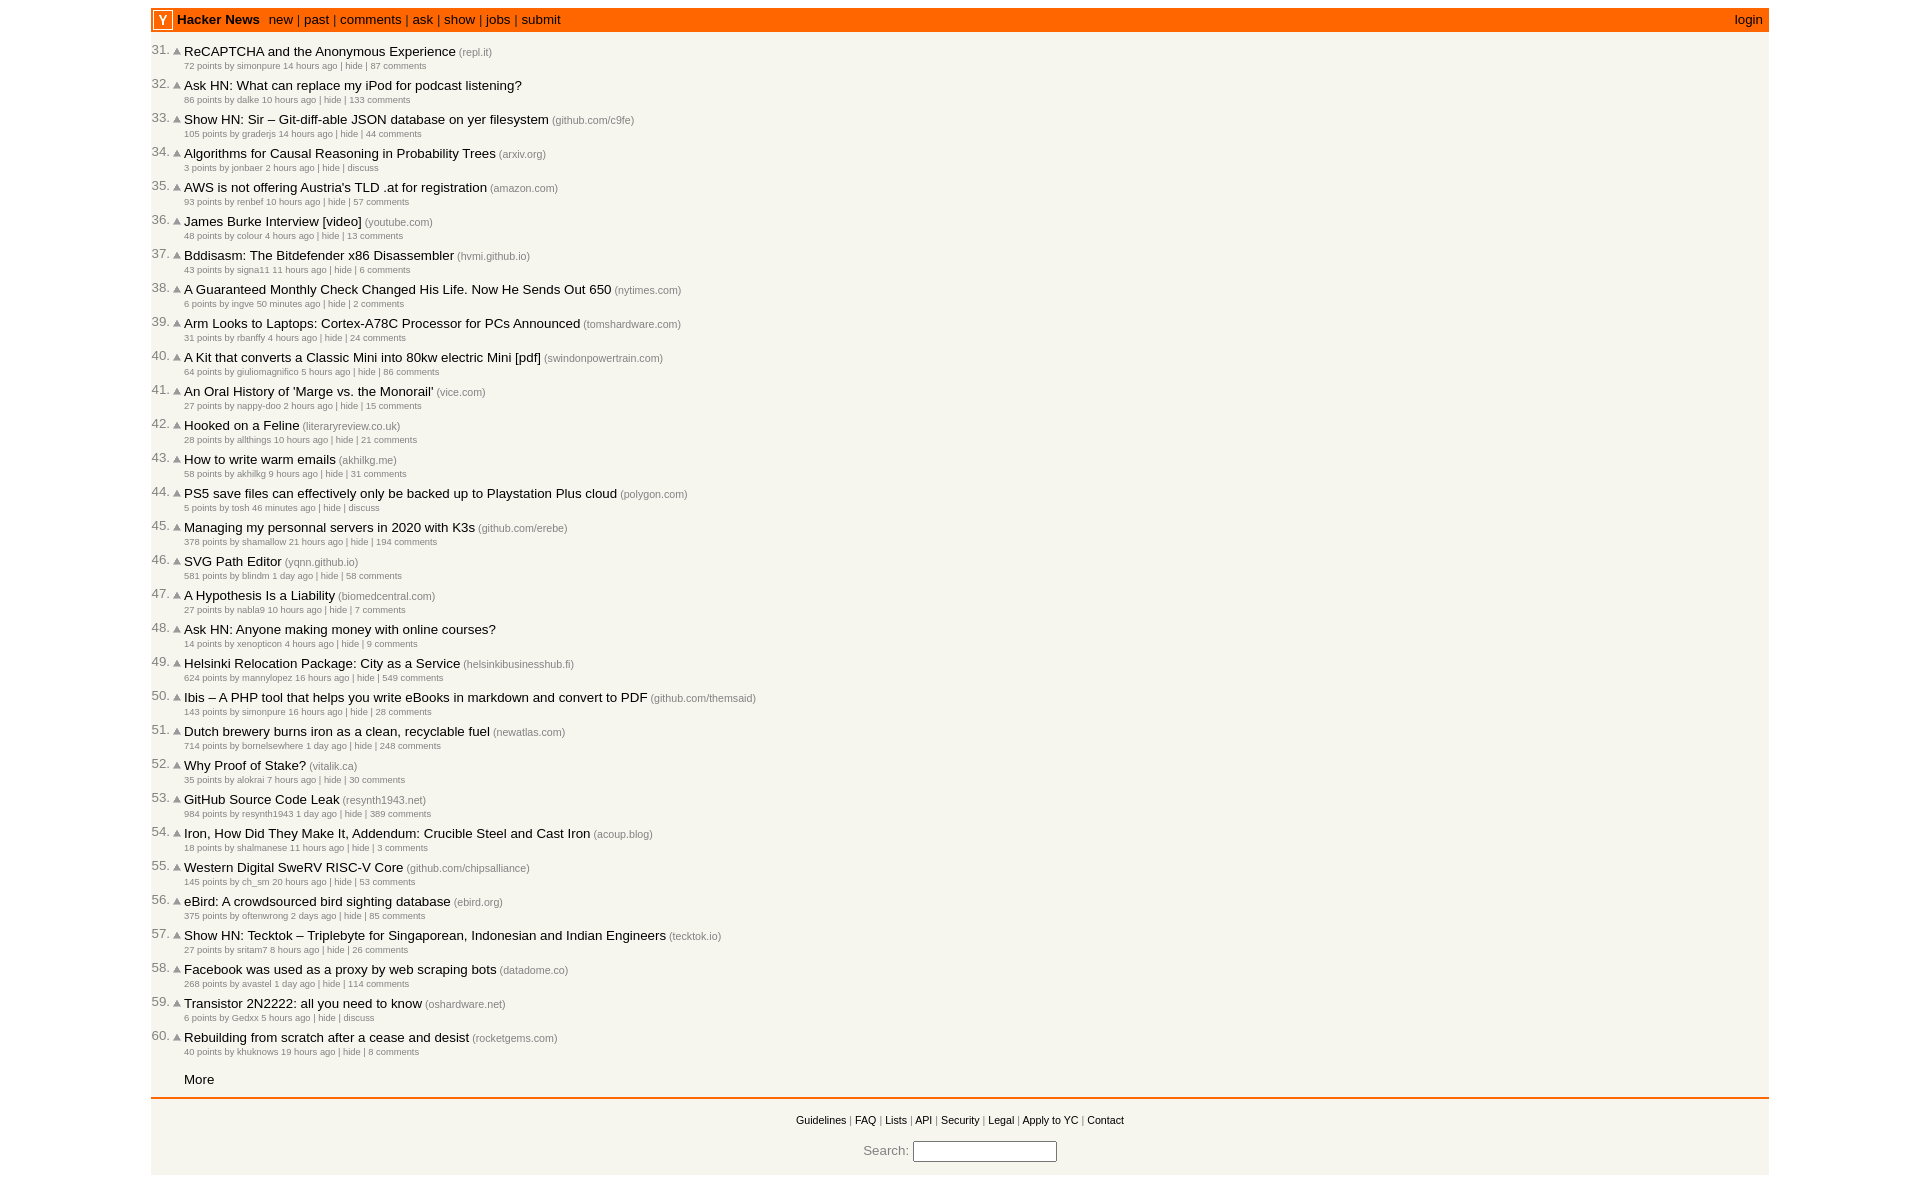 Y Hacker News new | past | comments | ask | show | jobs | submit login
31. ReCAPTCHA and the Anonymous Experience (repl.it)
72 points by simonpure 14 hours ago | hide | 87 comments
32. Ask HN: What can replace my iPod for podcast listening?
86 points by dalke 10 hours ago | hide | 133 comments
33. Show HN: Sir – Git-diff-able JSON database on yer filesystem (github.com/c9fe)
105 points by graderjs 14 hours ago | hide | 44 comments
34. Algorithms for Causal Reasoning in Probability Trees (arxiv.org)
3 points by jonbaer 2 hours ago | hide | discuss
35. AWS is not offering Austria's TLD .at for registration (amazon.com)
93 points by renbef 10 hours ago | hide | 57 comments
36. James Burke Interview [video] (youtube.com)
48 points by colour 4 hours ago | hide | 13 comments
37. Bddisasm: The Bitdefender x86 Disassembler (hvmi.github.io)
43 points by signa11 11 hours ago | hide | 6 comments
38. A Guaranteed Monthly Check Changed His Life. Now He Sends Out 650 (nytimes.com)
6 points by ingve 50 minutes ago | hide | 2 comments
39. Arm Looks to Laptops: Cortex-A78C Processor for PCs Announced (tomshardware.com)
31 points by rbanffy 4 hours ago | hide | 24 comments
40. A Kit that converts a Classic Mini into 80kw electric Mini [pdf] (swindonpowertrain.com)
64 points by giuliomagnifico 5 hours ago | hide | 86 comments
41. An Oral History of 'Marge vs. the Monorail' (vice.com)
27 points by nappy-doo 2 hours ago | hide | 15 comments
42. Hooked on a Feline (literaryreview.co.uk)
28 points by allthings 10 hours ago | hide | 21 comments
43. How to write warm emails (akhilkg.me)
58 points by akhilkg 9 hours ago | hide | 31 comments
44. PS5 save files can effectively only be backed up to Playstation Plus cloud (polygon.com)
5 points by tosh 46 minutes ago | hide | discuss
45. Managing my personnal servers in 2020 with K3s (github.com/erebe)
378 points by shamallow 21 hours ago | hide | 194 comments
46. SVG Path Editor (yqnn.github.io)
581 points by blindm 1 day ago | hide | 58 comments
47. A Hypothesis Is a Liability (biomedcentral.com)
27 points by nabla9 10 hours ago | hide | 7 comments
48. Ask HN: Anyone making money with online courses?
14 points by xenopticon 4 hours ago | hide | 9 comments
49. Helsinki Relocation Package: City as a Service (helsinkibusinesshub.fi)
624 points by mannylopez 16 hours ago | hide | 549 comments
50. Ibis – A PHP tool that helps you write eBooks in markdown and convert to PDF (github.com/themsaid)
143 points by simonpure 16 hours ago | hide | 28 comments
51. Dutch brewery burns iron as a clean, recyclable fuel (newatlas.com)
714 points by bornelsewhere 1 day ago | hide | 248 comments
52. Why Proof of Stake? (vitalik.ca)
35 points by alokrai 7 hours ago | hide | 30 comments
53. GitHub Source Code Leak (resynth1943.net)
984 points by resynth1943 1 day ago | hide | 389 comments
54. Iron, How Did They Make It, Addendum: Crucible Steel and Cast Iron (acoup.blog)
18 points by shalmanese 11 hours ago | hide | 3 comments
55. Western Digital SweRV RISC-V Core (github.com/chipsalliance)
145 points by ch_sm 20 hours ago | hide | 53 comments
56. eBird: A crowdsourced bird sighting database (ebird.org)
375 points by oftenwrong 2 days ago | hide | 85 comments
57. Show HN: Tecktok – Triplebyte for Singaporean, Indonesian and Indian Engineers (tecktok.io)
27 points by sritam7 8 hours ago | hide | 26 comments
58. Facebook was used as a proxy by web scraping bots (datadome.co)
268 points by avastel 1 day ago | hide | 114 comments
59. Transistor 2N2222: all you need to know (oshardware.net)
6 points by Gedxx 5 hours ago | hide | discuss
60. Rebuilding from scratch after a cease and desist (rocketgems.com)
40 points by khuknows 19 hours ago | hide | 8 comments
More
Guidelines | FAQ | Lists | API | Security | Legal | Apply to YC | Contact
Search: